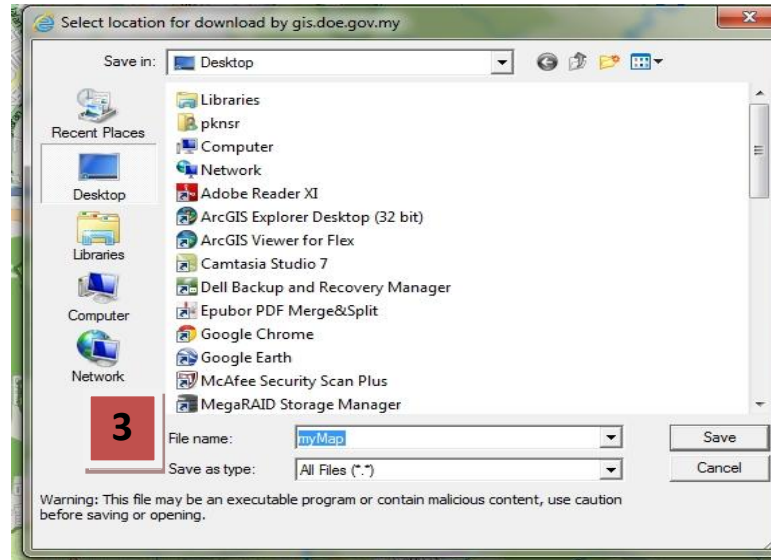 Select location for download by gis.doe.gov.my
Save in:
Desktop
Recent Places
Desktop
Libraries
Computer
Network
Libraries
pknsr
Computer
Network
Adobe Reader XI
ArcGIS Explorer Desktop (32 bit)
ArcGIS Viewer for Flex
Camtasia Studio 7
Dell Backup and Recovery Manager
Epubor PDF Merge&Split
Google Chrome
Google Earth
McAfee Security Scan Plus
MegaRAID Storage Manager
3
File name:
myMap
Save
Save as type:
All Files (*.*)
Cancel
Warning: This file may be an executable program or contain malicious content, use caution
before saving or opening.